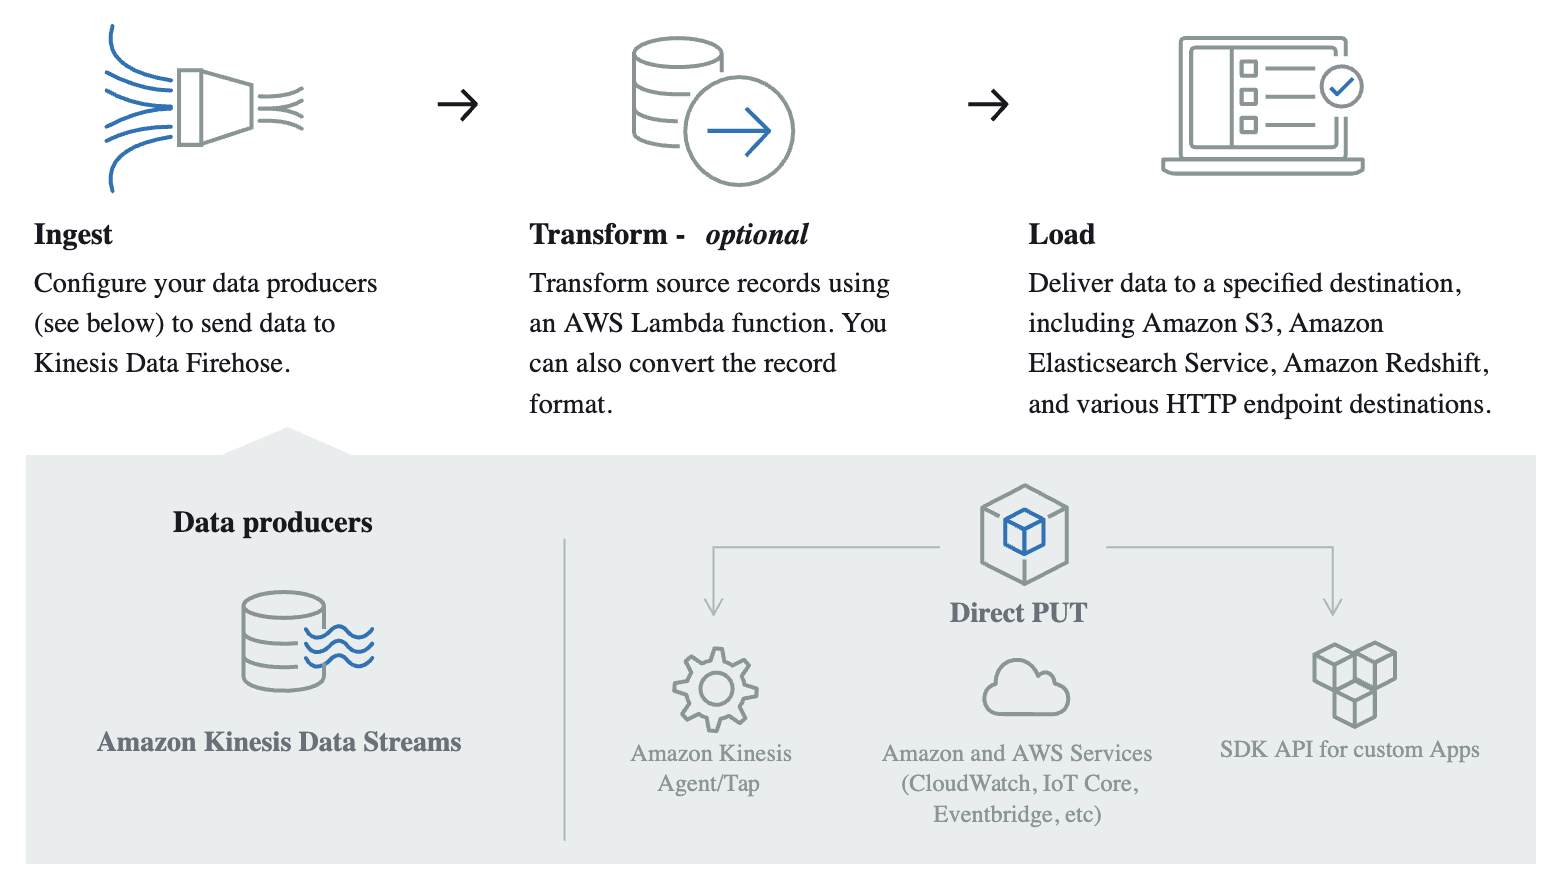 Ingest
Configure your data producers
(see below) to send data to
Kinesis Data Firehose.
Transform - optional
Transform source records using
an AWS Lambda function. You
can also convert the record
format.
Load
Deliver data to a specified destination,
including Amazon S3, Amazon
Elasticsearch Service, Amazon Redshift,
and various HTTP endpoint destinations.
Data producers
Amazon Kinesis Data Streams
Direct PUT
Amazon Kinesis
Agent/Tap
Amazon and AWS Services
(CloudWatch, IoT Core,
Eventbridge, etc)
SDK API for custom Apps